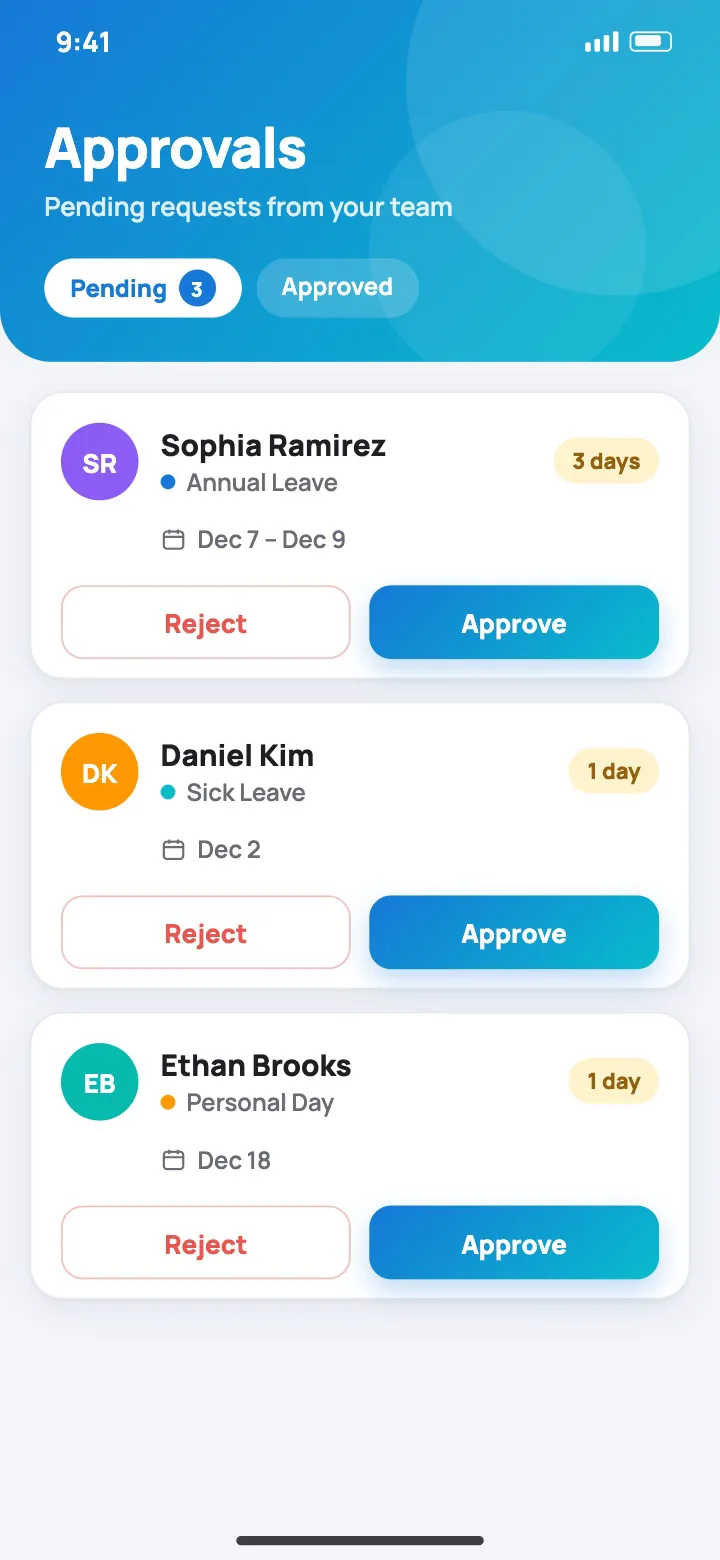 9:41
Approvals
Pending requests from your team
Pending 3
Approved
SR
Sophia Ramirez
Annual Leave
3 days
Dec 7 – Dec 9
Reject
Approve
DK
Daniel Kim
Sick Leave
1 day
Dec 2
Reject
Approve
EB
Ethan Brooks
Personal Day
1 day
Dec 18
Reject
Approve